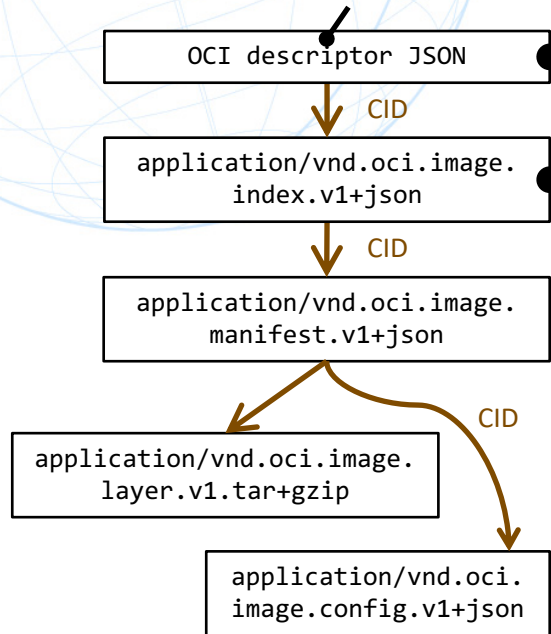 OCI descriptor JSON
CID
application/vnd.oci.image.
index.v1+json
CID
application/vnd.oci.image.
manifest.v1+json
CID
application/vnd.oci.image.
layer.v1.tar+gzip
application/vnd.oci.
image.config.v1+json